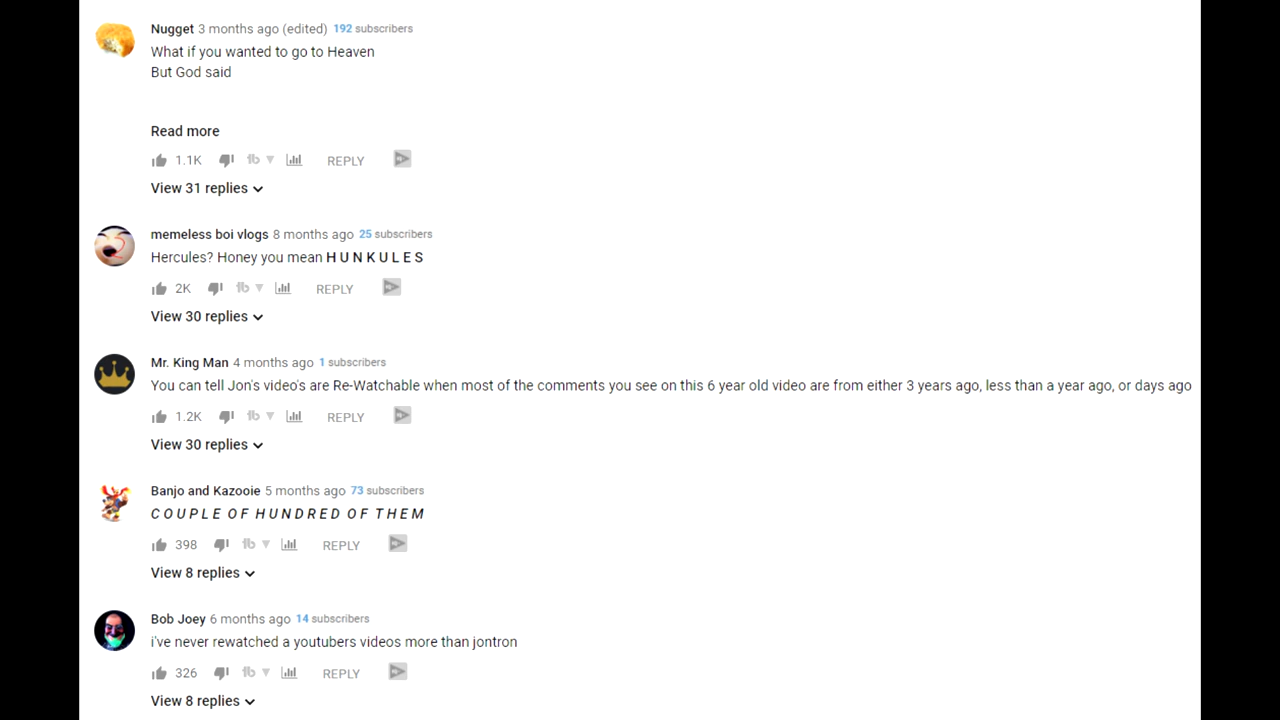 Nugget 3 months ago (edited) 192 subscribers
What if you wanted to go to Heaven
But God said
Read more
1.1K REPLY
View 31 replies
memeless boi vlogs 8 months ago 25 subscribers
Hercules? Honey you mean H U N K U L E S
2K REPLY
View 30 replies
Mr. King Man 4 months ago 1 subscribers
You can tell Jon's video's are Re-Watchable when most of the comments you see on this 6 year old video are from either 3 years ago, less than a year ago, or days ago
1.2K REPLY
View 30 replies
Banjo and Kazooie 5 months ago 73 subscribers
C O U P L E O F H U N D R E D O F T H E M
398 REPLY
View 8 replies
Bob Joey 6 months ago 14 subscribers
i've never rewatched a youtubers videos more than jontron
326 REPLY
View 8 replies